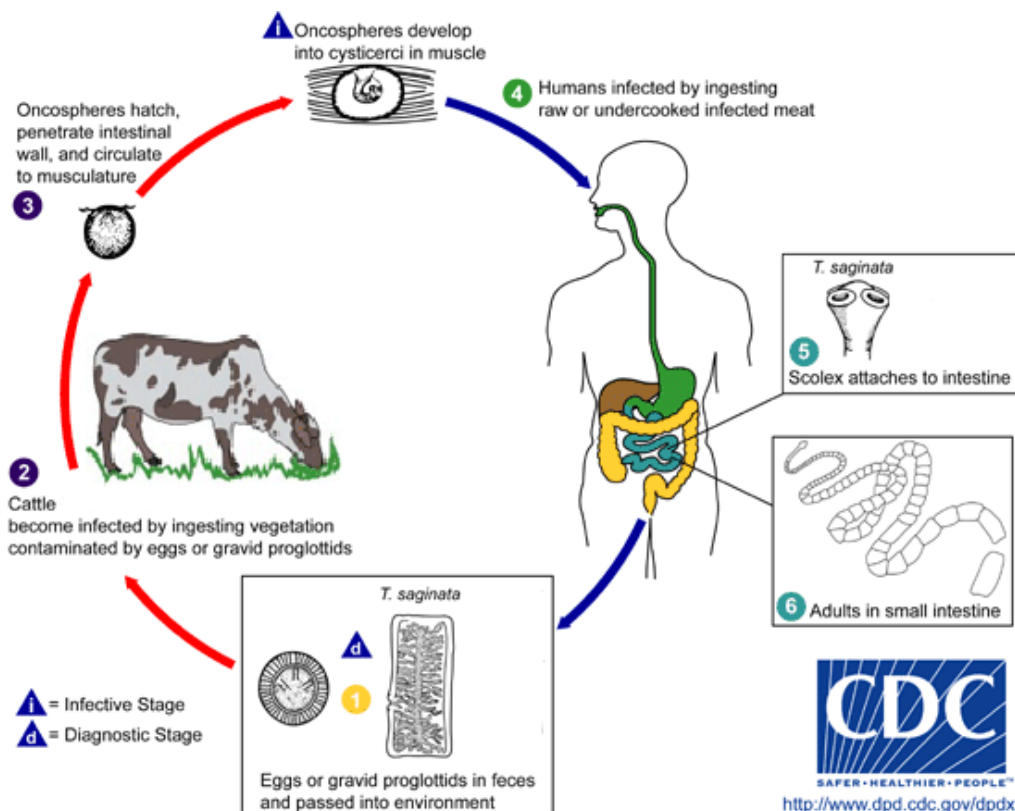 i Oncospheres develop
into cysticerci in muscle
4 Humans infected by ingesting
raw or undercooked infected meat
Oncospheres hatch,
penetrate intestinal
wall, and circulate
to musculature
3
T. saginata
5
Scolex attaches to intestine
2
Cattle
become infected by ingesting vegetation
contaminated by eggs or gravid proglottids
6 Adults in small intestine
T. saginata
d
1
Eggs or gravid proglottids in feces
and passed into environment
i = Infective Stage
d = Diagnostic Stage
CDC
SAFER·HEALTHIER·PEOPLE™
http://www.dpd.cdc.gov/dpdx